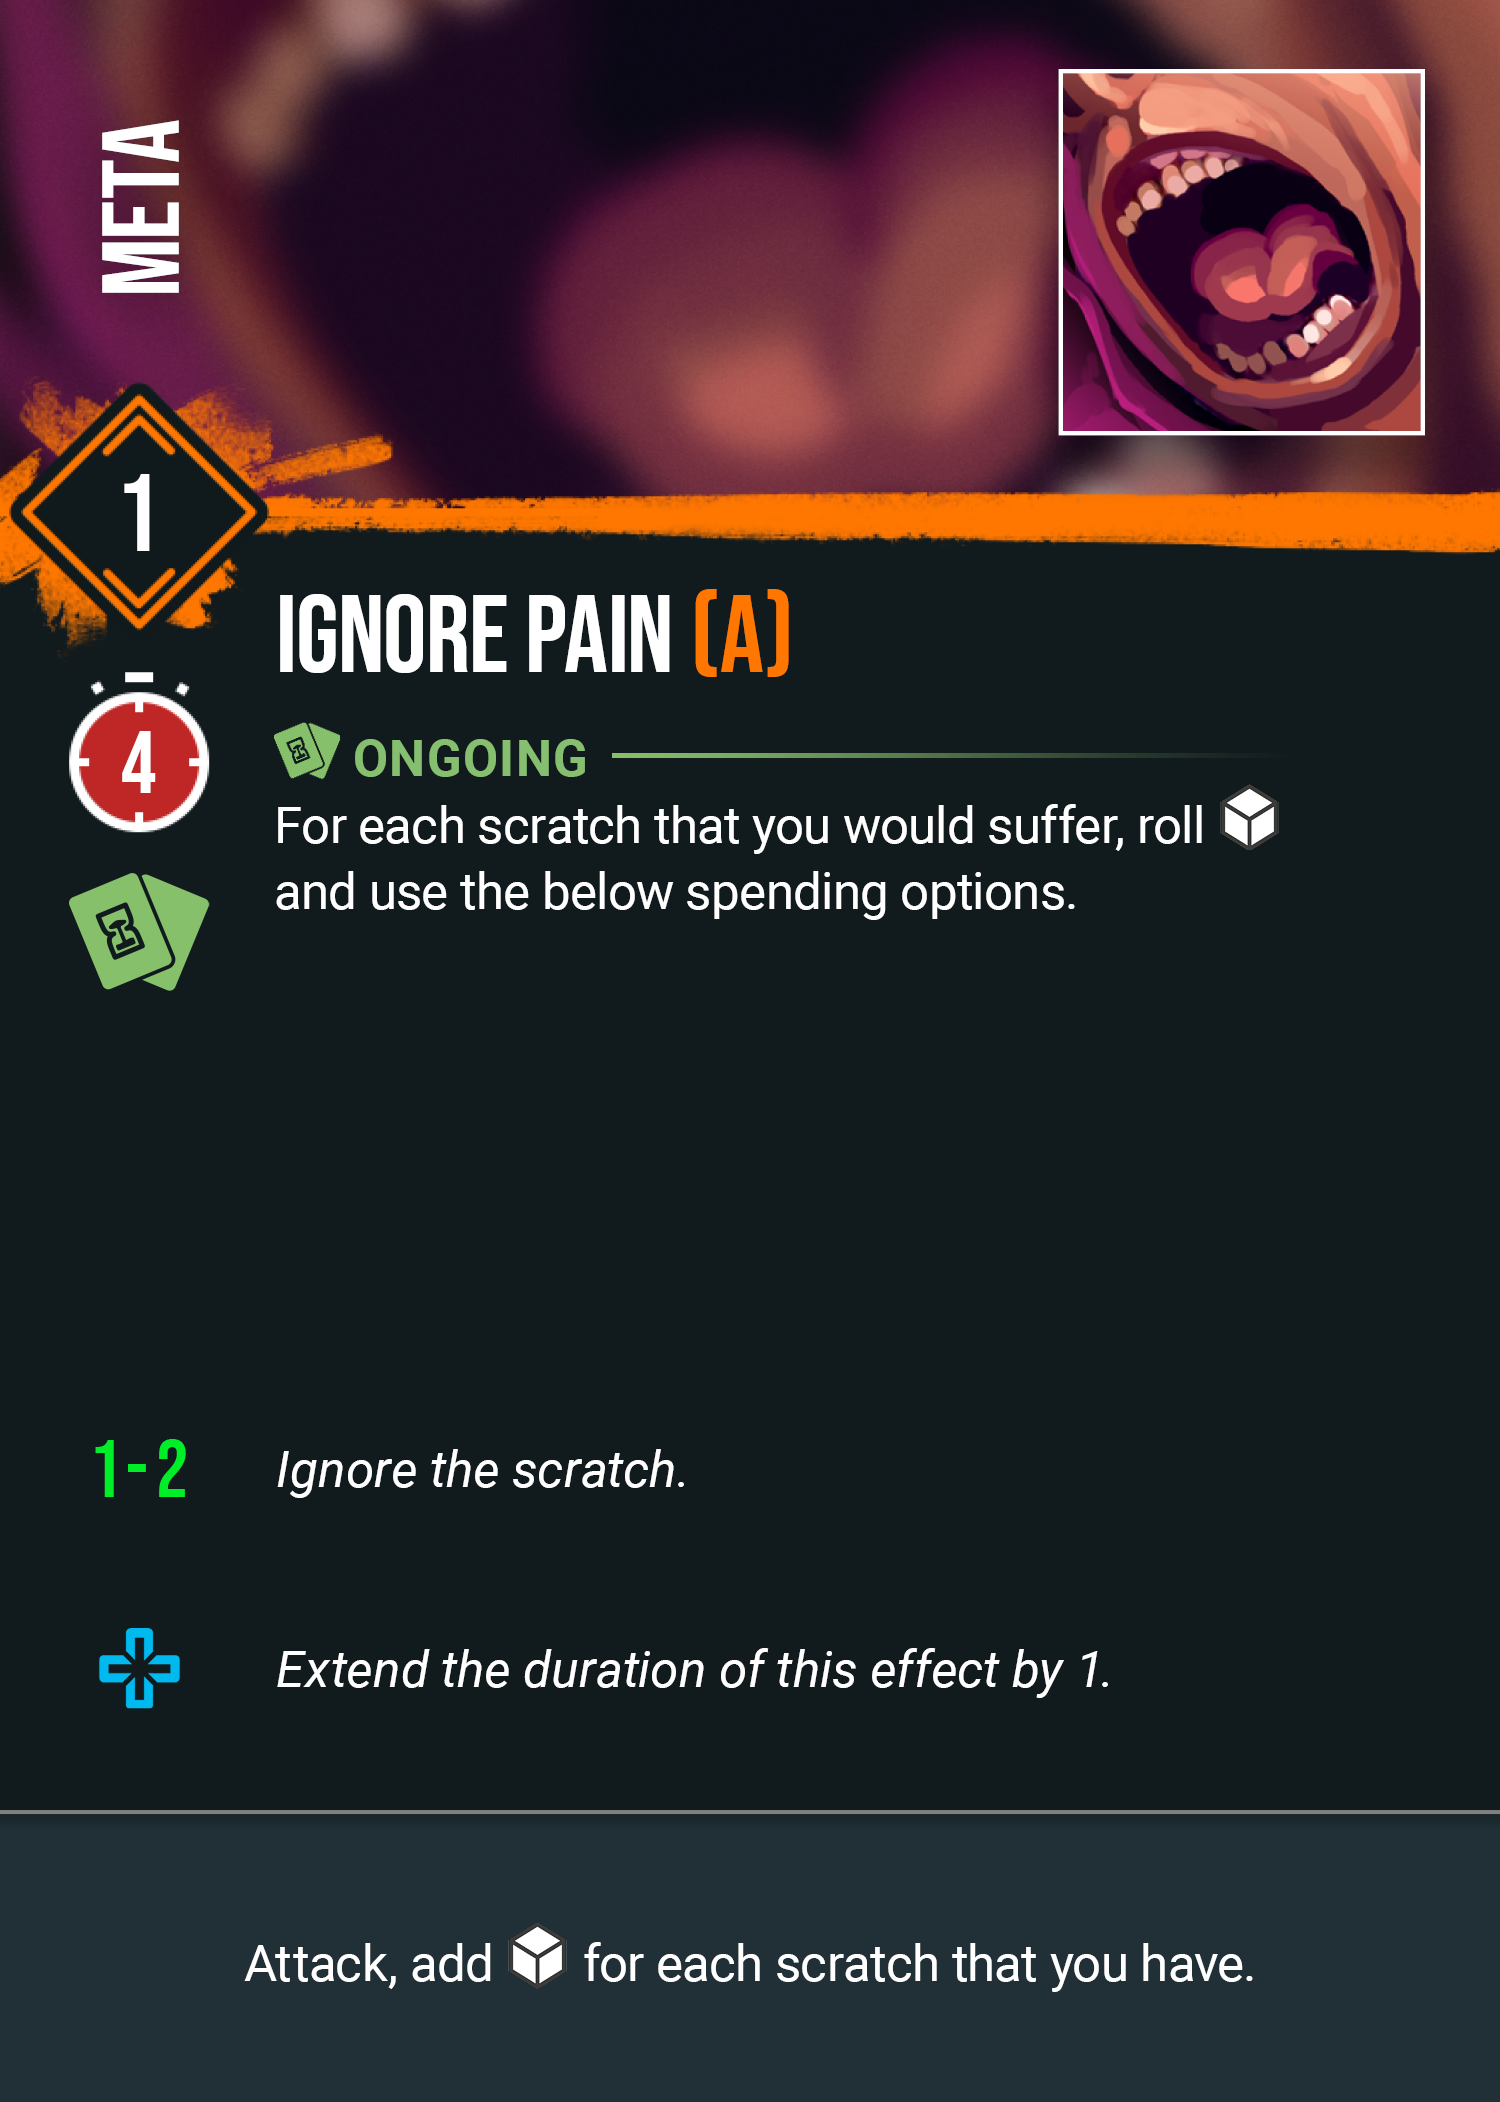 META
1
IGNORE PAIN (A)
4
ONGOING
For each scratch that you would suffer, roll
and use the below spending options.
1-2 Ignore the scratch.
Extend the duration of this effect by 1.
Attack, add for each scratch that you have.